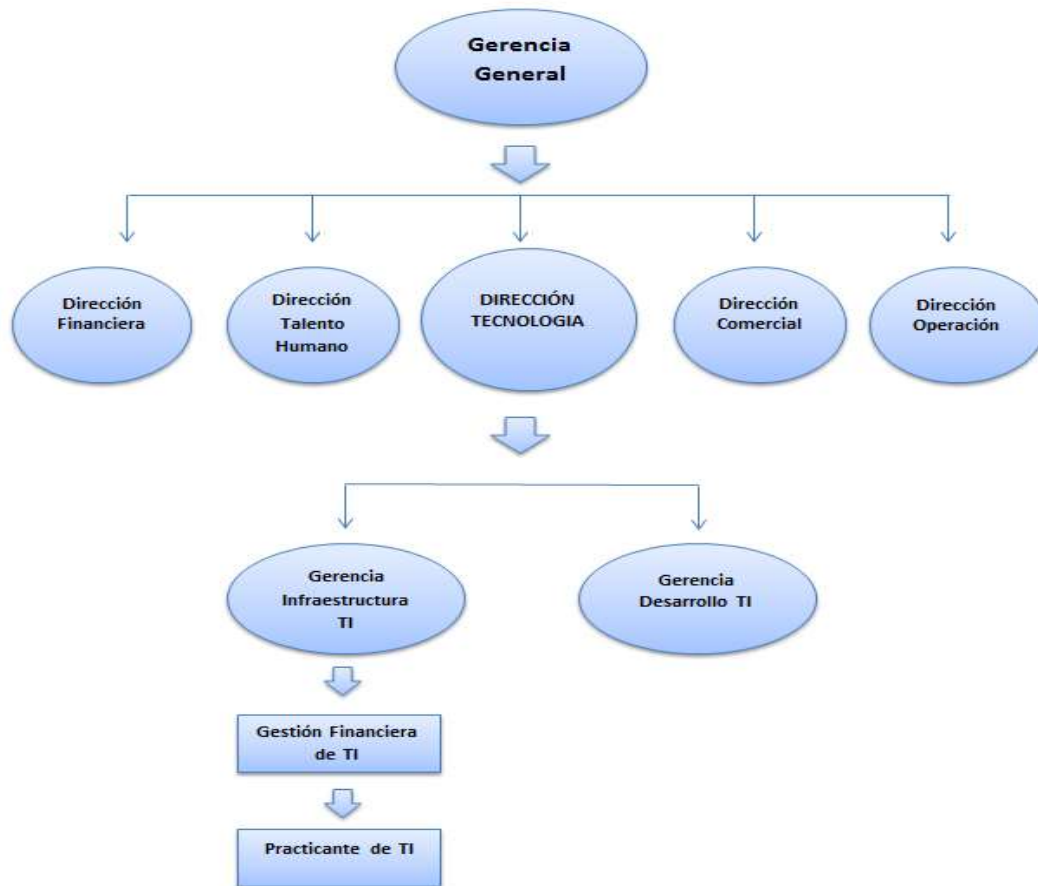 Gerencia
General
Dirección
Financiera
Dirección
Talento
Humano
DIRECCIÓN
TECNOLOGIA
Dirección
Comercial
Dirección
Operación
Gerencia
Infraestructura
TI
Gerencia
Desarrollo TI
Gestión Financiera
de TI
Practicante de TI